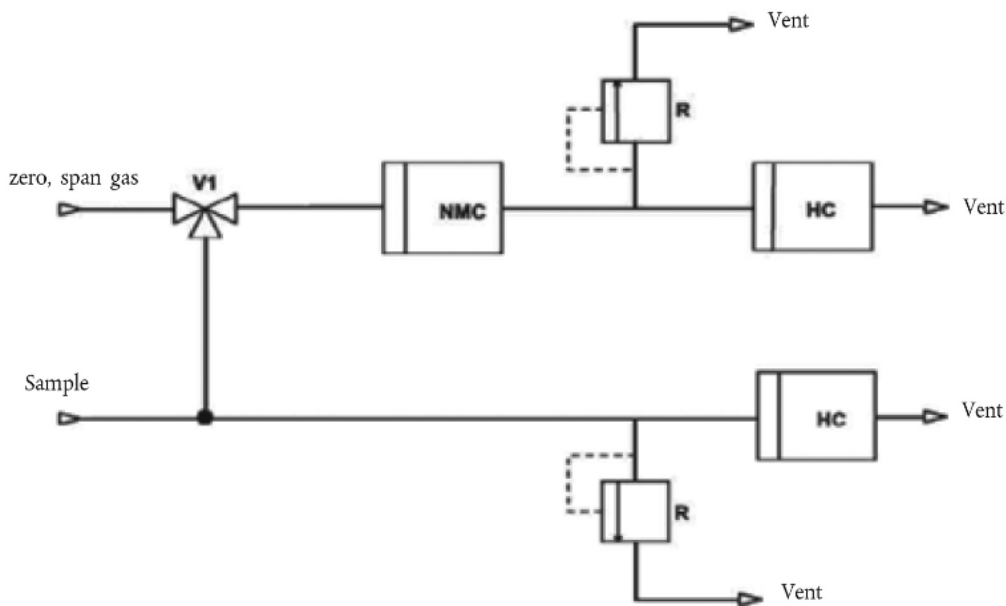 Vent
R
zero, span gas
V1
NMC
HC
Vent
Sample
HC
Vent
R
Vent